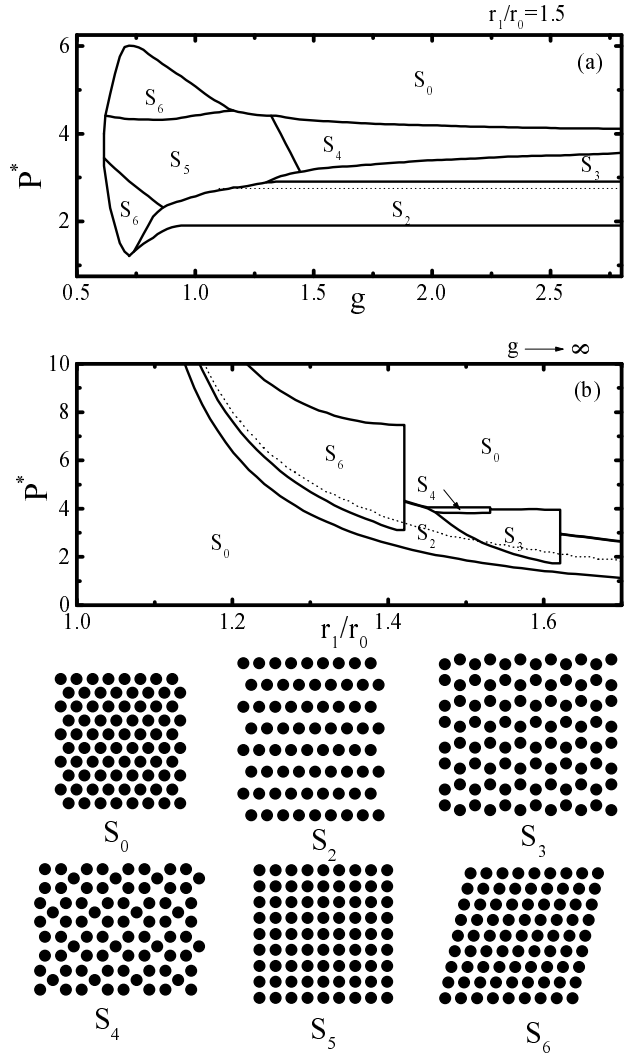 r₁/r₀=1.5
(a)
6
4
2
P*
S₀
S₆
S₅
S₄
S₃
S₆
S₂
0.5 1.0 1.5 2.0 2.5
g
g → ∞
(b)
10
8
6
4
2
0
P*
S₀
S₆
S₄
S₂
S₃
S₀
1.0 1.2 1.4 1.6
r₁/r₀
S₀ S₂ S₃
S₄ S₅ S₆